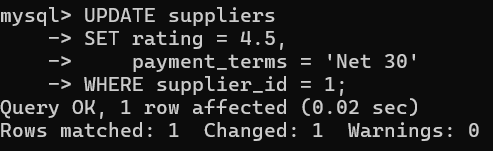 mysql> UPDATE suppliers
    -> SET rating = 4.5,
    ->     payment_terms = 'Net 30'
    -> WHERE supplier_id = 1;
Query OK, 1 row affected (0.02 sec)
Rows matched: 1  Changed: 1  Warnings: 0